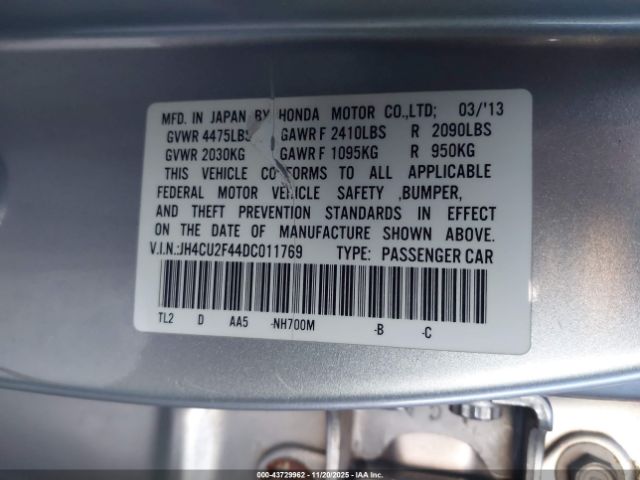 MFD. IN JAPAN BY HONDA MOTOR CO.,LTD; 03/'13
GVWR 4475LBS GAWR F 2410LBS R 2090LBS
GVWR 2030KG GAWR F 1095KG R 950KG
THIS VEHICLE CO FORMS TO ALL APPLICABLE
FEDERAL MOTOR VEHICLE SAFETY ,BUMPER,
AND THEFT PREVENTION STANDARDS IN EFFECT
ON THE DATE OF MANUFACTURE SHOWN ABOVE.
V.I.N.:JH4CU2F44DC011769 TYPE: PASSENGER CAR
TL2 D AA5 -NH700M -B -C
000-43729962 - 11/20/2025 - IAA Inc.